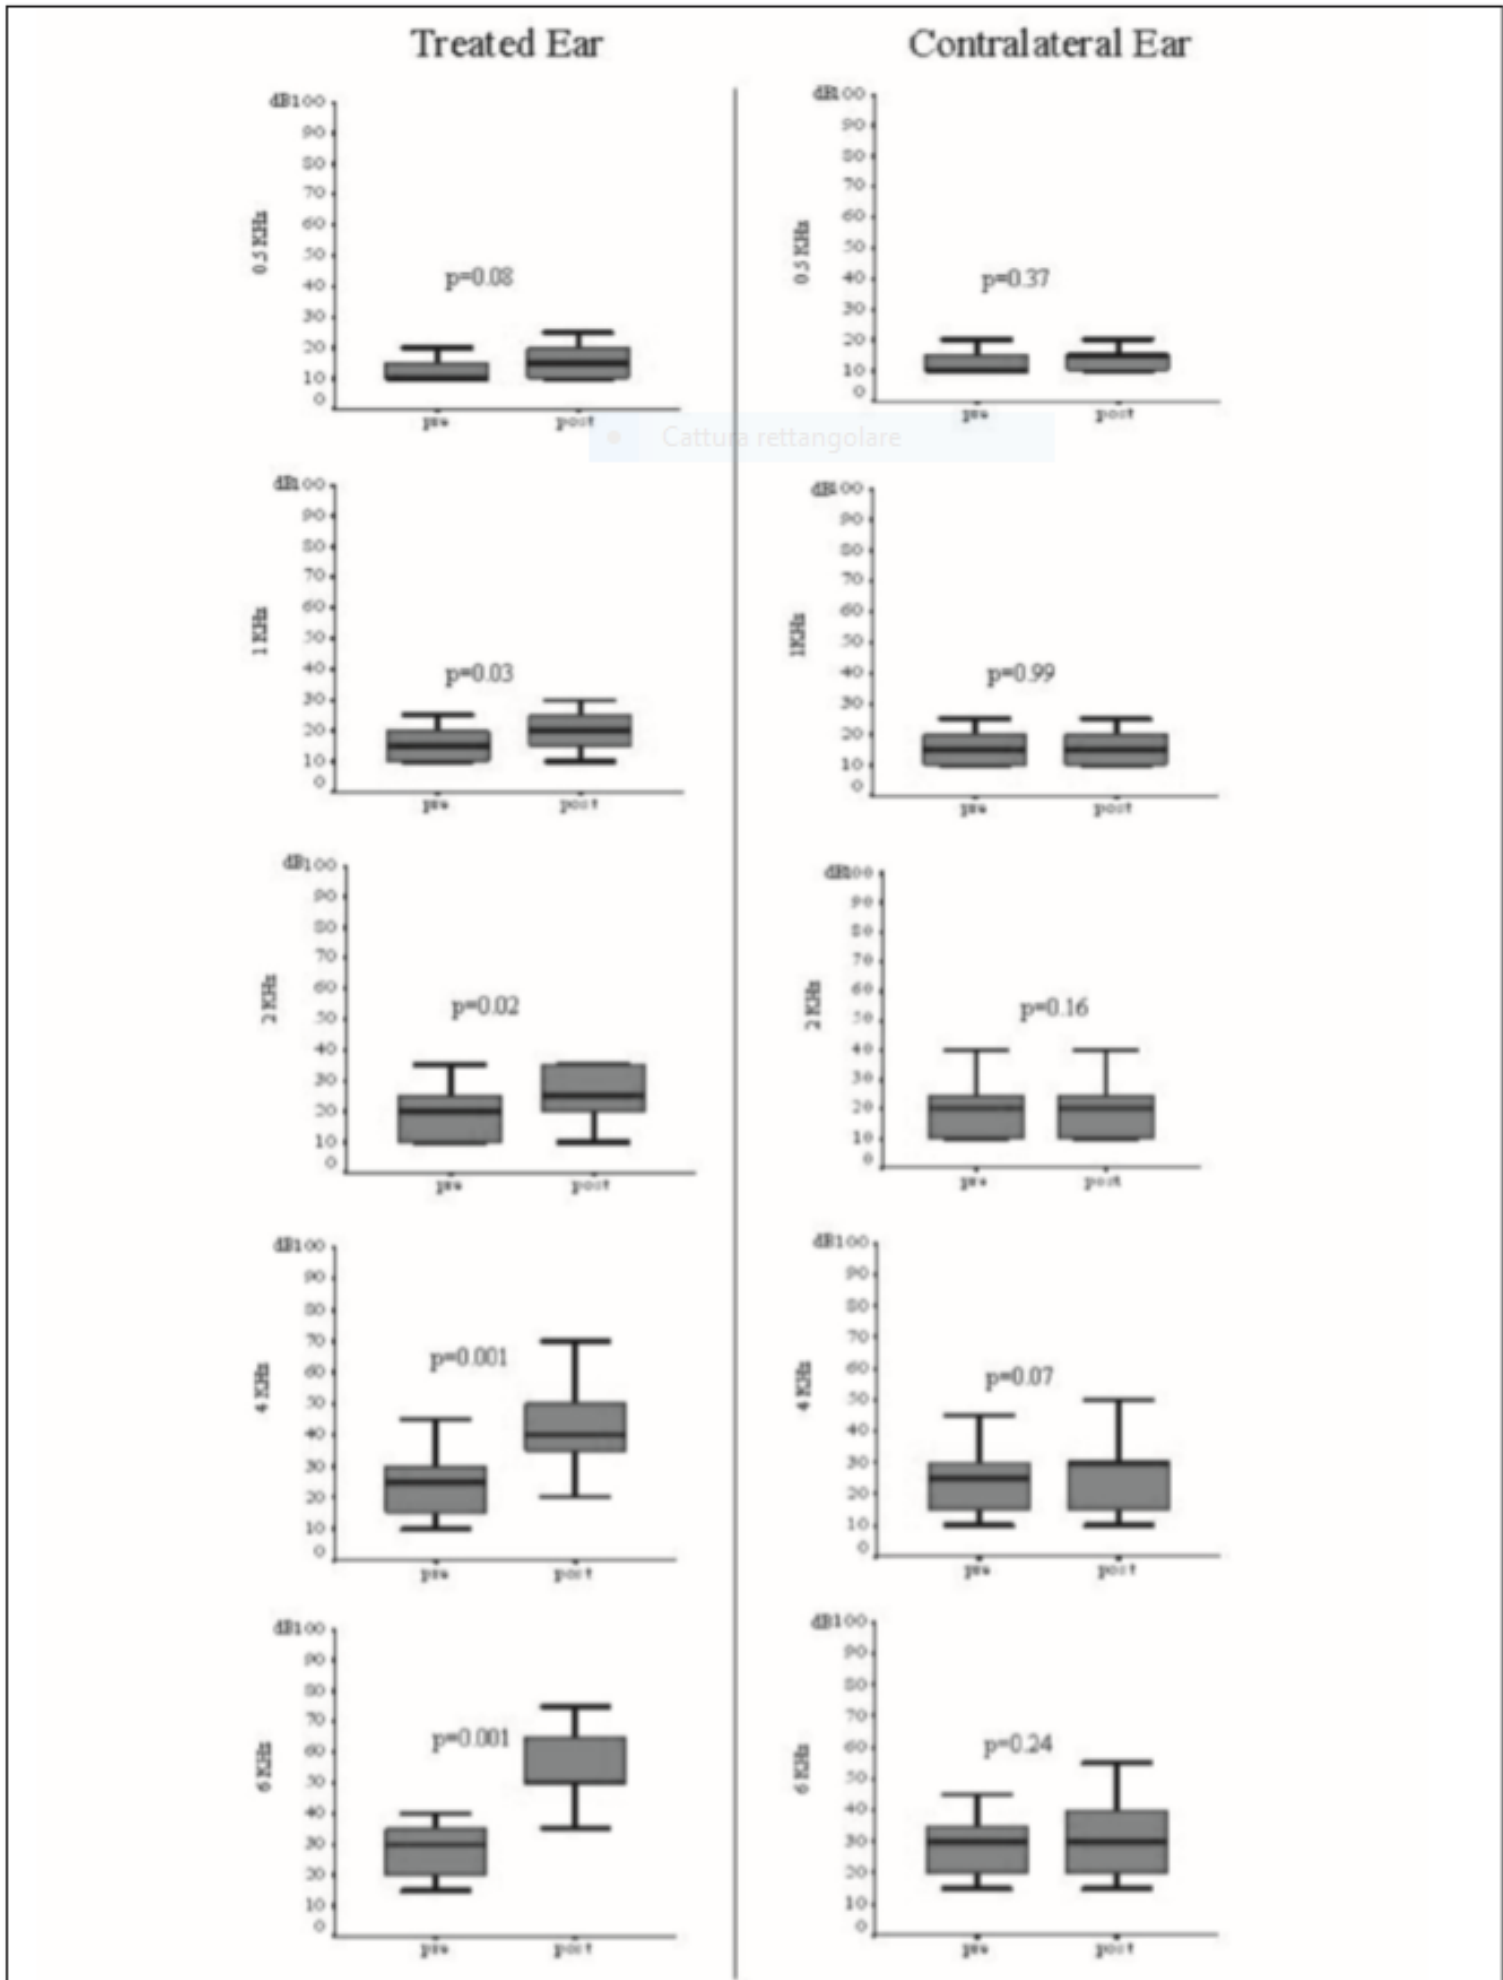 Treated Ear
Contralateral Ear
dB100
90
80
70
60
50
40
30
20
10
0
0.5 KHz
p=0.08
pre
post
dB100
90
80
70
60
50
40
30
20
10
0
0.5 KHz
p=0.37
pre
post
Cattura rettangolare
dB100
90
80
70
60
50
40
30
20
10
0
1 KHz
p=0.03
pre
post
dB100
90
80
70
60
50
40
30
20
10
0
1KHz
p=0.99
pre
post
dB100
90
80
70
60
50
40
30
20
10
0
2 KHz
p=0.02
pre
post
dB100
90
80
70
60
50
40
30
20
10
0
2 KHz
p=0.16
pre
post
dB100
90
80
70
60
50
40
30
20
10
0
4 KHz
p=0.001
pre
post
dB100
90
80
70
60
50
40
30
20
10
0
4 KHz
p=0.07
pre
post
dB100
90
80
70
60
50
40
30
20
10
0
6 KHz
p=0.001
pre
post
dB100
90
80
70
60
50
40
30
20
10
0
6 KHz
p=0.24
pre
post